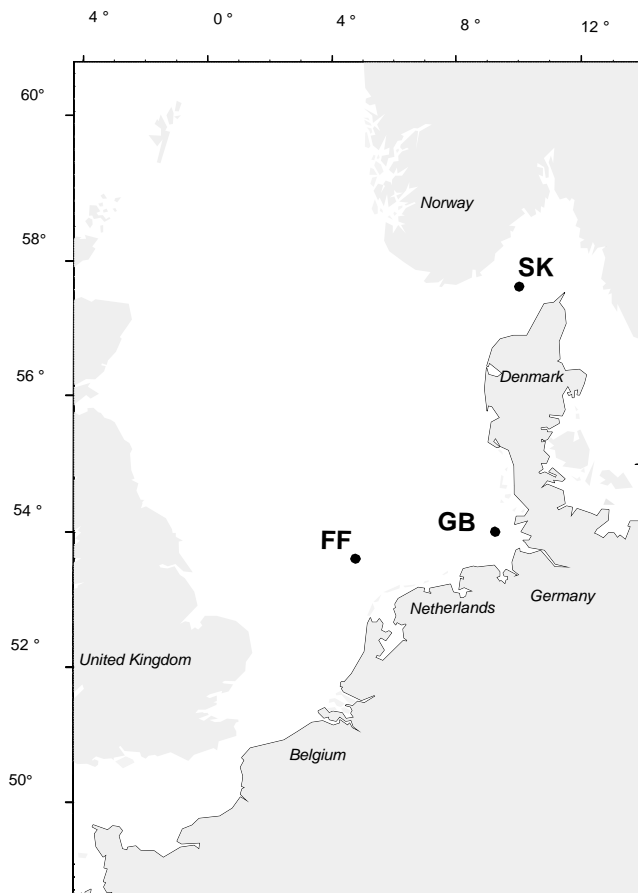 4 ° 0 ° 4 ° 8 ° 12 °
60°
Norway
58 °
SK
56 °
Denmark
54 °
GB
FF
Germany
Netherlands
52 °
United Kingdom
Belgium
50°